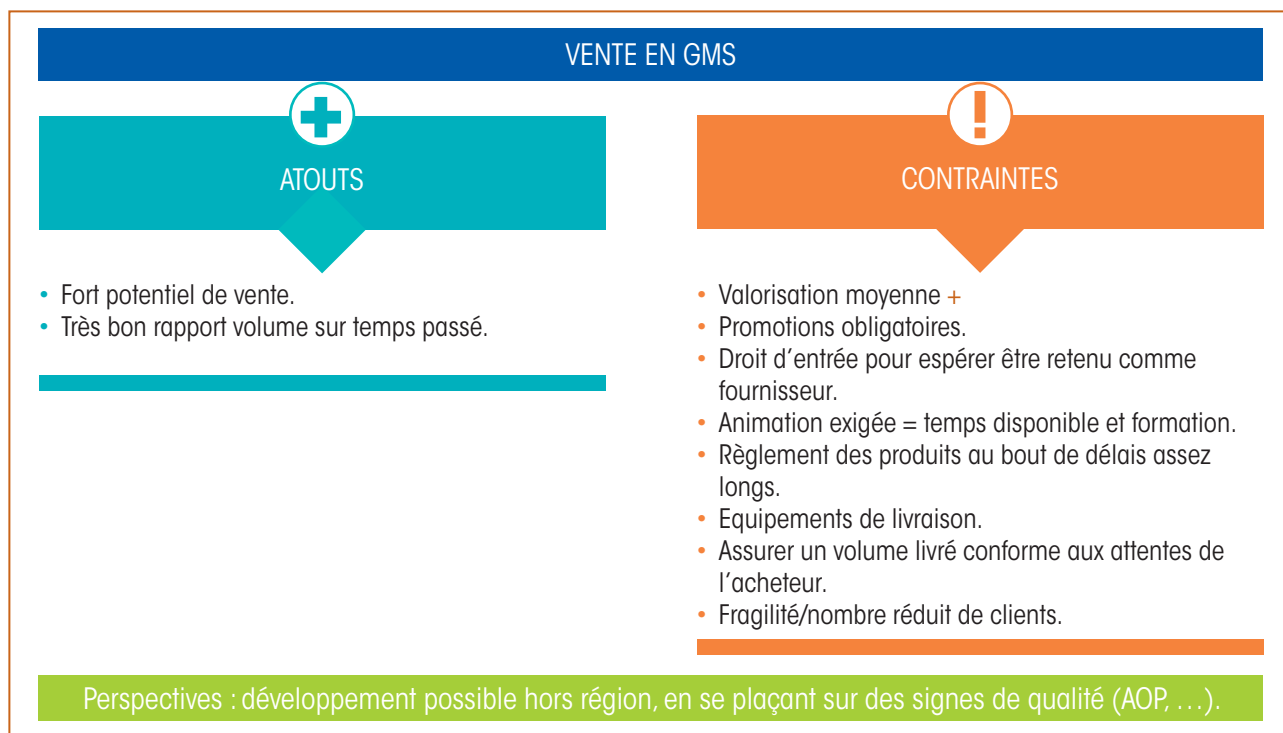 VENTE EN GMS
ATOUTS
• Fort potentiel de vente.
• Très bon rapport volume sur temps passé.
CONTRAINTES
• Valorisation moyenne +
• Promotions obligatoires.
• Droit d’entrée pour espérer être retenu comme
fournisseur.
• Animation exigée = temps disponible et formation.
• Règlement des produits au bout de délais assez
longs.
• Equipements de livraison.
• Assurer un volume livré conforme aux attentes de
l’acheteur.
• Fragilité/nombre réduit de clients.
Perspectives : développement possible hors région, en se plaçant sur des signes de qualité (AOP, …).